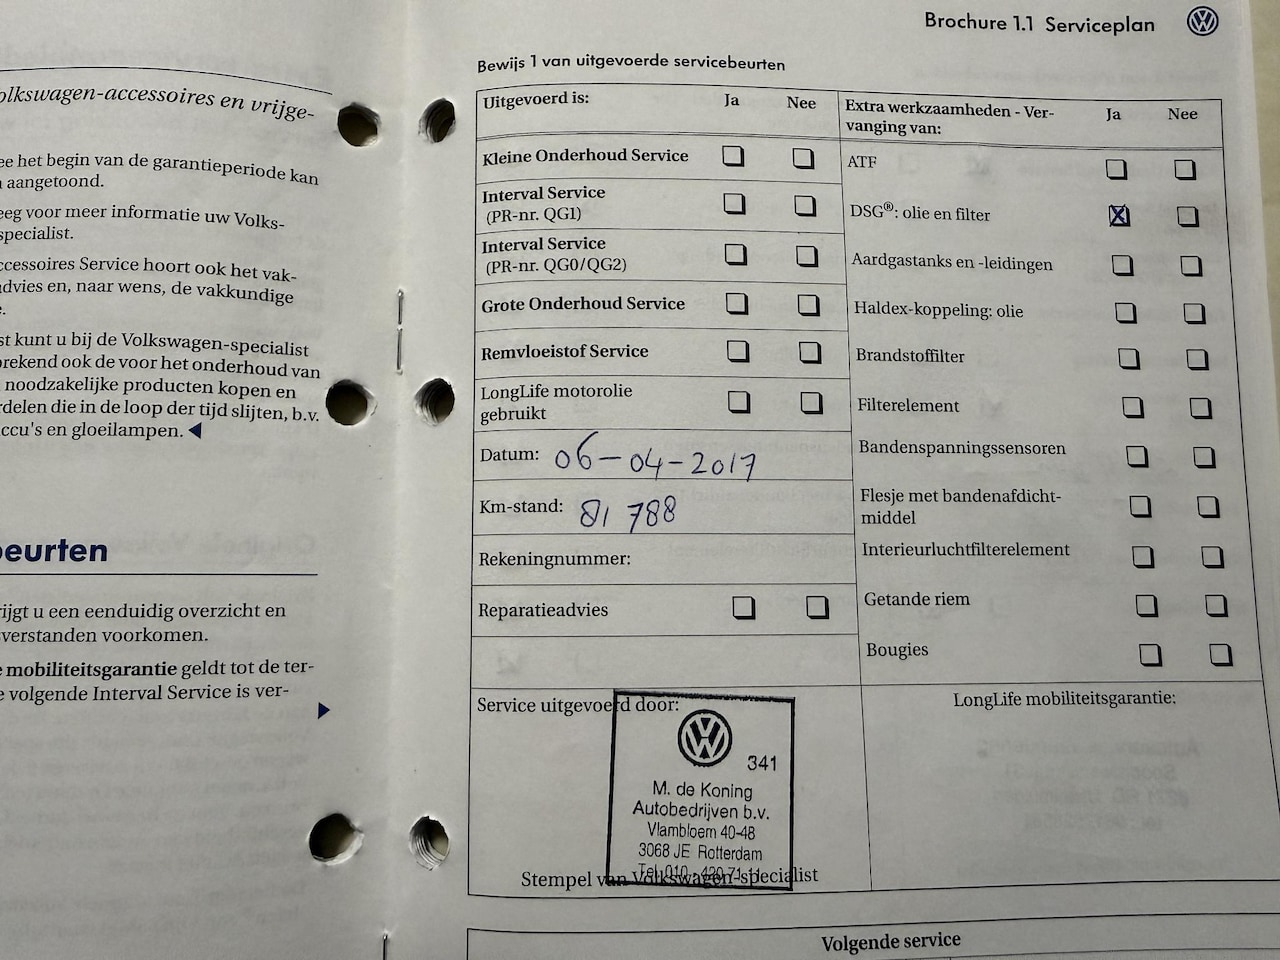 olkswagen-accessoires en vrijge-
ee het begin van de garantieperiode kan
aangetoond.
eeg voor meer informatie uw Volks-
specialist.
ccessoires Service hoort ook het vak-
dvies en, naar wens, de vakkundige
e.
st kunt u bij de Volkswagen-specialist
prekend ook de voor het onderhoud van
noodzakelijke producten kopen en
rdelen die in de loop der tijd slijten, b.v.
ccu's en gloeilampen.
beurten
rijgt u een eenduidig overzicht en
sverstanden voorkomen.
e mobiliteitsgarantie geldt tot de ter-
e volgende Interval Service is ver-
Brochure 1.1 Serviceplan
Bewijs 1 van uitgevoerde servicebeurten
Uitgevoerd is: Ja Nee
Kleine Onderhoud Service
Interval Service
(PR-nr. QG1)
Interval Service
(PR-nr. QG0/QG2)
Grote Onderhoud Service
Remvloeistof Service
LongLife motorolie
gebruikt
Datum: 06-04-2017
Km-stand: 81 788
Rekeningnummer:
Reparatieadvies
Extra werkzaamheden - Ver-
vanging van: Ja Nee
ATF
DSG®: olie en filter X
Aardgastanks en -leidingen
Haldex-koppeling: olie
Brandstoffilter
Filterelement
Bandenspanningssensoren
Flesje met bandenafdicht-
middel
Interieurluchtfilterelement
Getande riem
Bougies
Service uitgevoerd door:
341
M. de Koning
Autobedrijven b.v.
Vlambloem 40-48
3068 JE Rotterdam
Tel. 010 - 420 71
Stempel van Volkswagen-specialist
LongLife mobiliteitsgarantie:
Volgende service